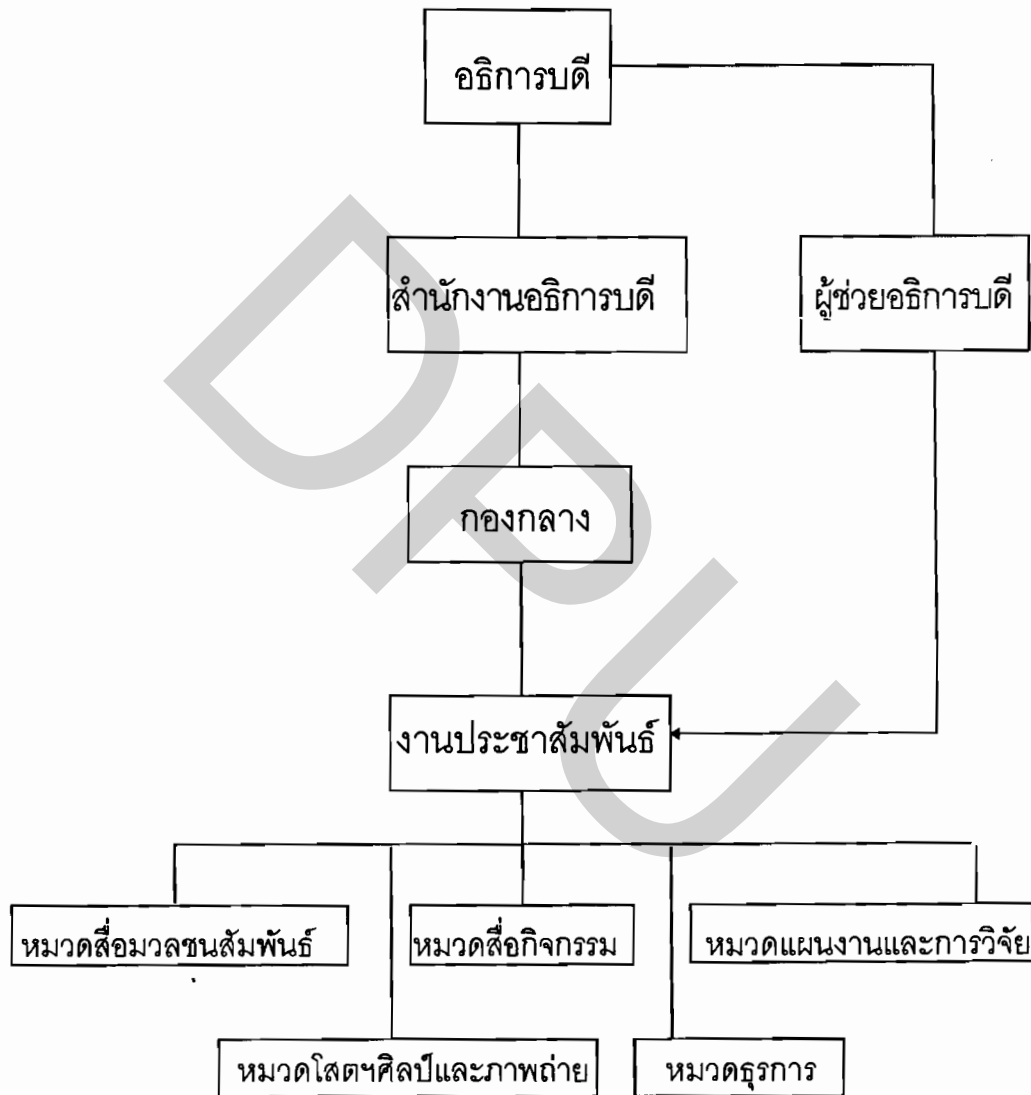 อธิการบดี
สำนักงานอธิการบดี
ผู้ช่วยอธิการบดี
กองกลาง
งานประชาสัมพันธ์
หมวดสื่อมวลชนสัมพันธ์
หมวดสื่อกิจกรรม
หมวดแผนงานและการวิจัย
หมวดโสตฯศิลป์และภาพถ่าย
หมวดธุรการ
DPU